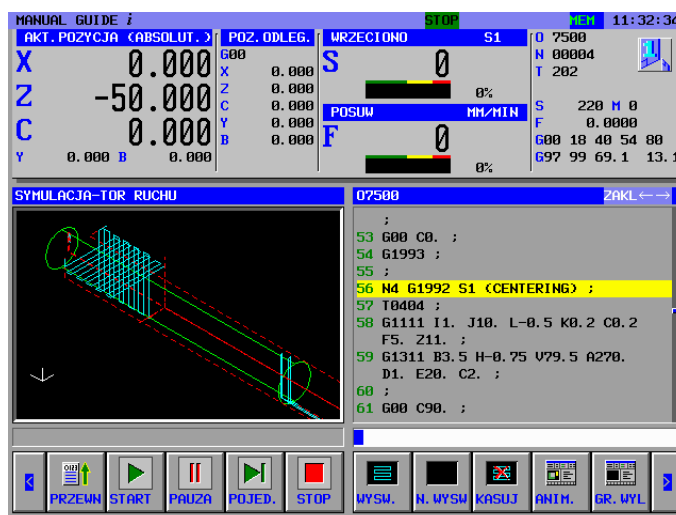 MANUAL GUIDE i STOP MEM 11:32:34
AKT.POZYCJA (ABSOLUT.) POZ.ODLEG. WRZECIONO S1 O 7500
X 0.000 G00 S 0 N 00004
X 0.000 T 202
Z -50.000 Z 0.000 0%
C 0.000 POSUW MM/MIN S 220 M 0
C 0.000 Y 0.000 F 0 F 0.0000
B 0.000 G00 18 40 54 80
Y 0.000 B 0.000 0% G97 99 69.1 13.1
SYMULACJA-TOR RUCHU O7500 ZAKL←→
;
53 G00 C0. ;
54 G1993 ;
55 ;
56 N4 G1992 S1 (CENTERING) ;
57 T0404 ;
58 G1111 I1. J10. L-0.5 K0.2 C0.2
F5. Z11. ;
59 G1311 B3.5 H-0.75 V79.5 A270.
D1. E20. C2. ;
60 ;
61 G00 C90. ;
< PRZEWN START PAUZA POJED. STOP WYSW. N.WYSW KASUJ ANIM. GR.WYL >